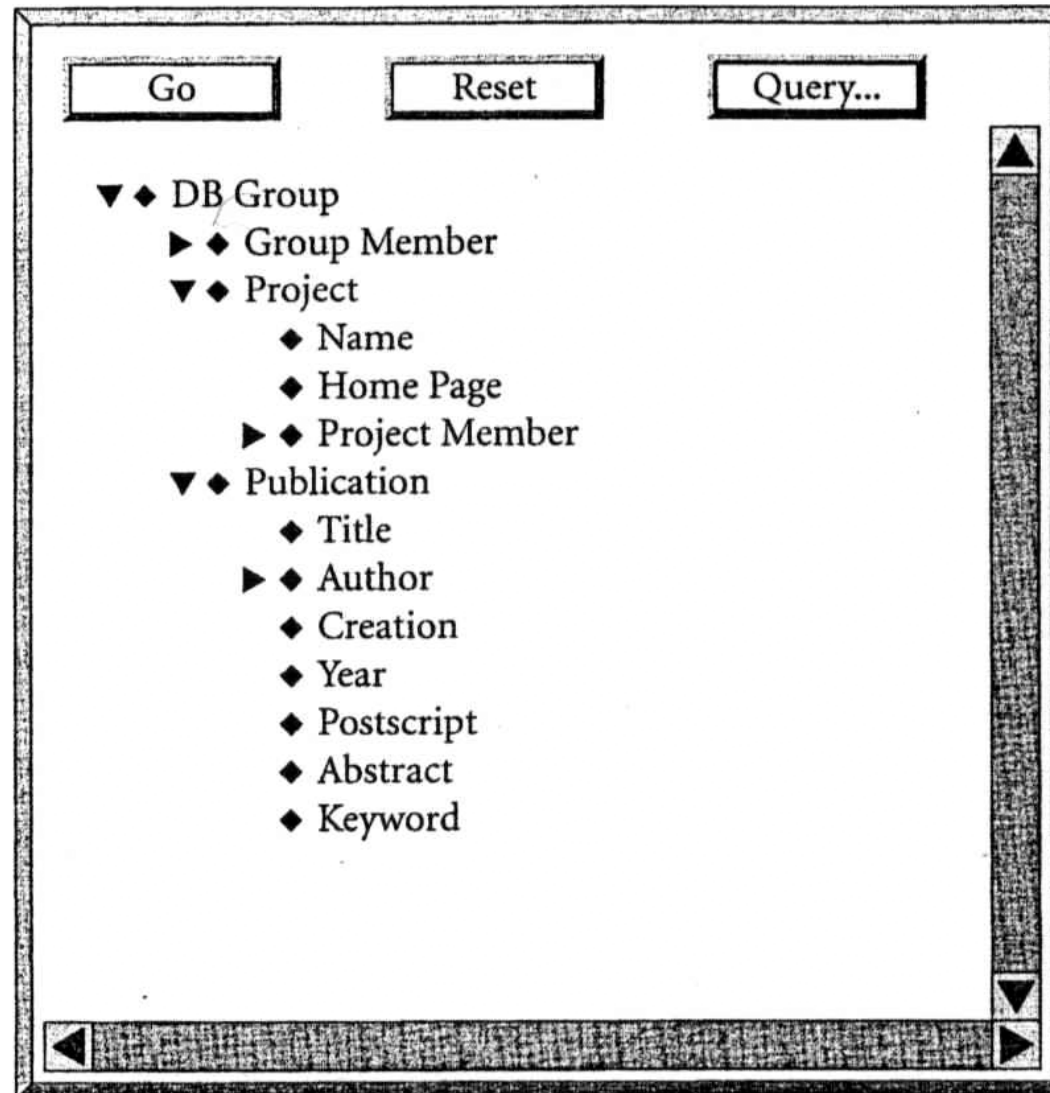 Go Reset Query...
DB Group
Group Member
Project
Name
Home Page
Project Member
Publication
Title
Author
Creation
Year
Postscript
Abstract
Keyword